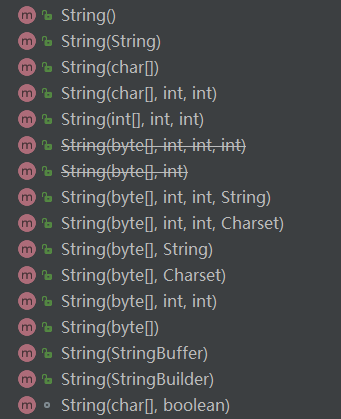 String()
String(String)
String(char[])
String(char[], int, int)
String(int[], int, int)
String(byte[], int, int, int)
String(byte[], int)
String(byte[], int, int, String)
String(byte[], int, int, Charset)
String(byte[], String)
String(byte[], Charset)
String(byte[], int, int)
String(byte[])
String(StringBuffer)
String(StringBuilder)
String(char[], boolean)